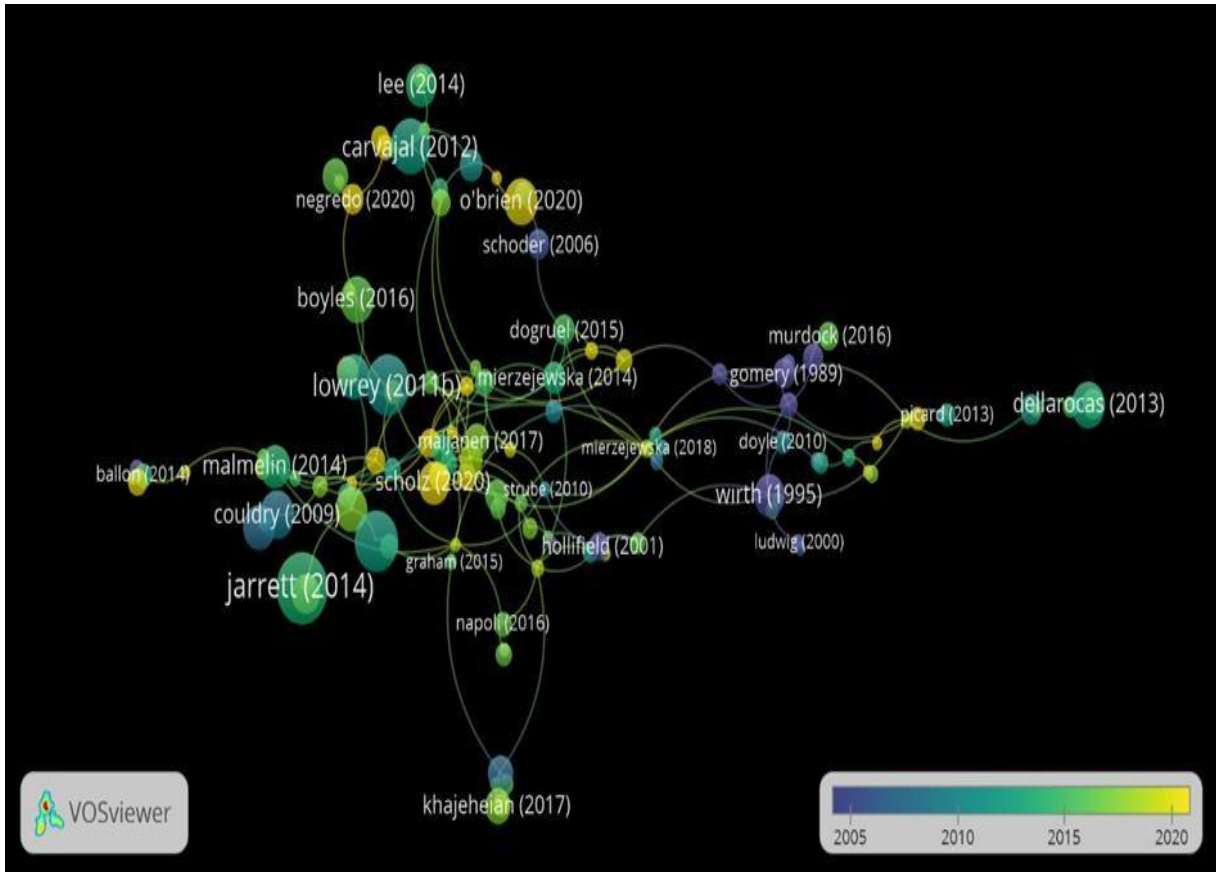 lee (2014)
carvajal (2012)
negredo (2020)
o'brien (2020)
schoder (2006)
boyles (2016)
dogruel (2015)
murdock (2016)
lowrey (2011b)
mierzejewska (2014)
gomery (1989)
picard (2013)
dellarocas (2013)
maijanen (2017)
mierzejewska (2018)
doyle (2010)
ballon (2014)
malmelin (2014)
scholz (2020)
strube (2010)
wirth (1995)
couldry (2009)
graham (2015)
hollifield (2001)
ludwig (2000)
jarrett (2014)
napoli (2016)
khajeheian (2017)
VOSviewer
2005 2010 2015 2020